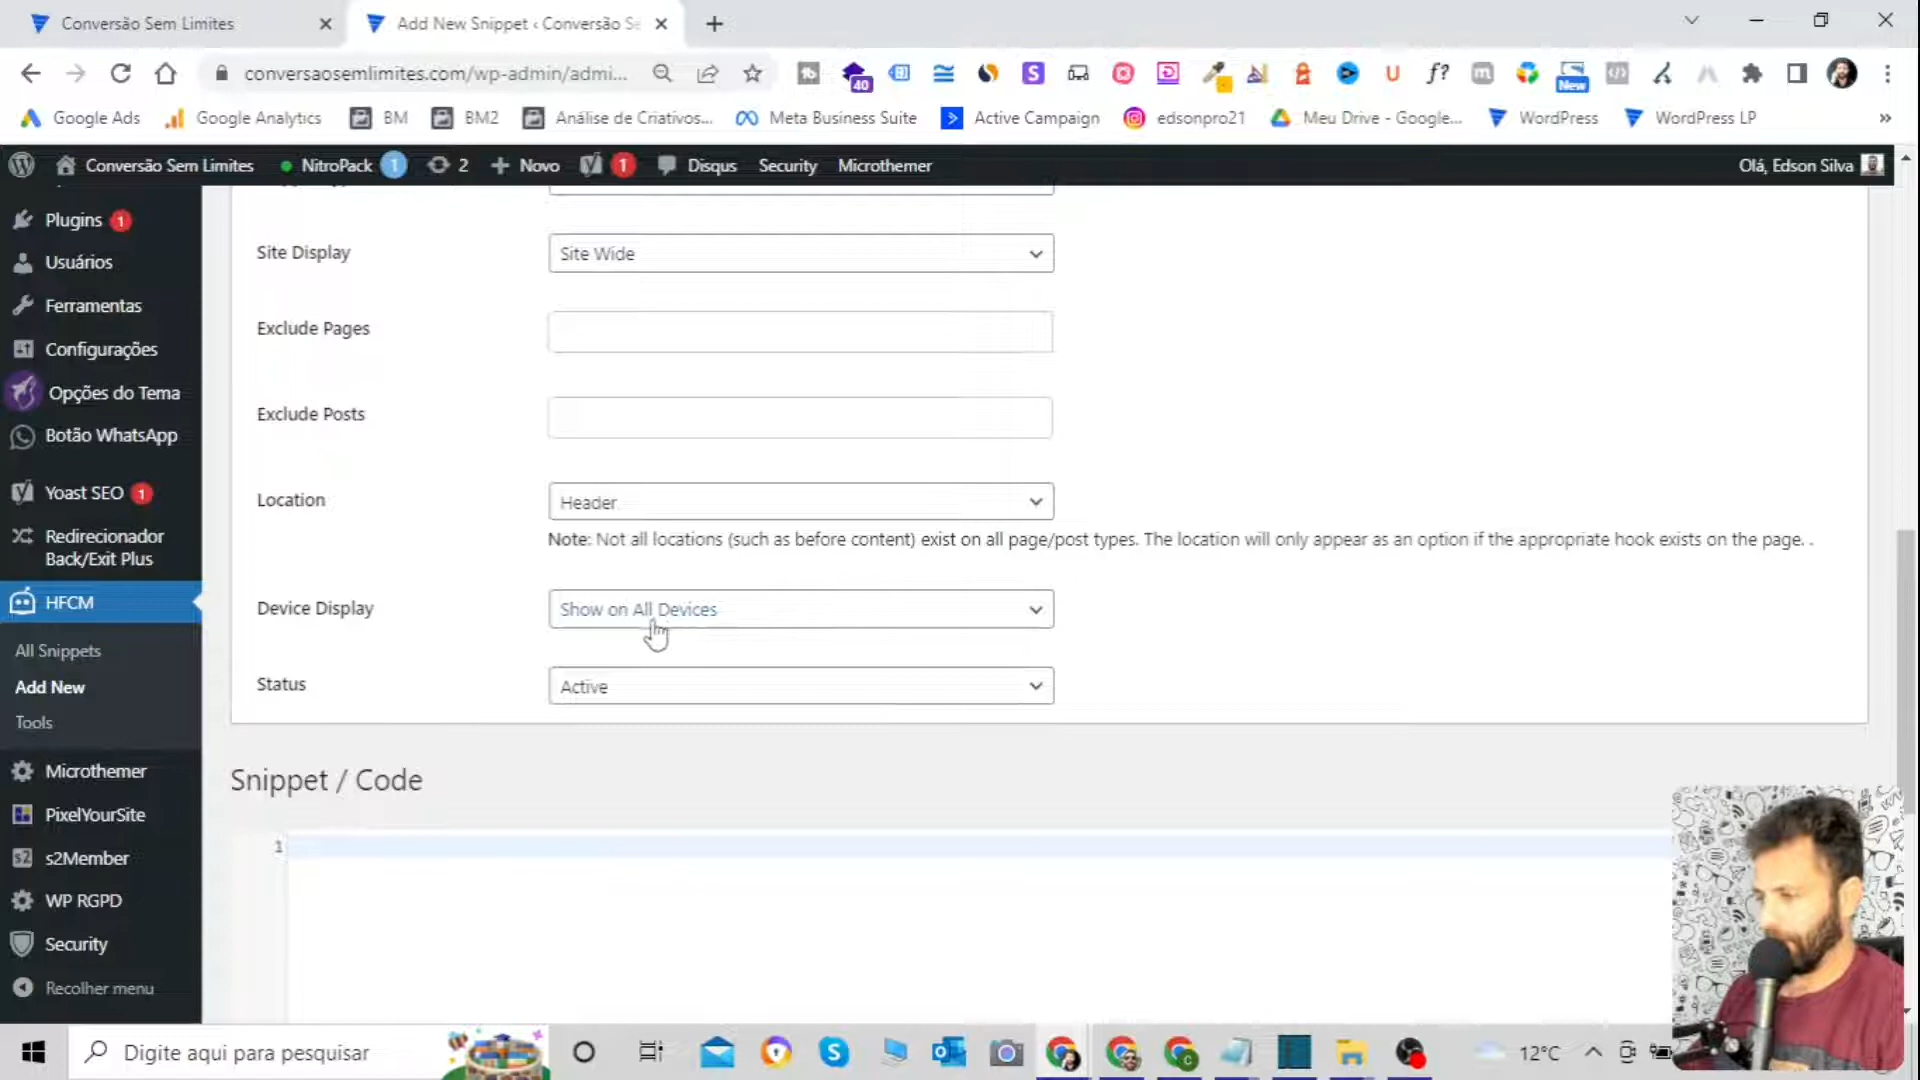 Conversão Sem Limites
Add New Snippet ‹ Conversão Se
conversaosemlimites.com/wp-admin/admi...
40
New
Google Ads
Google Analytics
BM
BM2
Análise de Criativos...
Meta Business Suite
Active Campaign
edsonpro21
Meu Drive - Google...
WordPress
WordPress LP
»
Conversão Sem Limites
NitroPack 1
2
Novo
1
Disqus
Security
Microthemer
Olá, Edson Silva
Plugins 1
Usuários
Ferramentas
Configurações
Opções do Tema
Botão WhatsApp
Yoast SEO 1
Redirecionador
Back/Exit Plus
HFCM
All Snippets
Add New
Tools
Microthemer
PixelYourSite
s2Member
WP RGPD
Security
Recolher menu
Site Display
Site Wide
Exclude Pages
Exclude Posts
Location
Header
Note: Not all locations (such as before content) exist on all page/post types. The location will only appear as an option if the appropriate hook exists on the page. .
Device Display
Show on All Devices
Status
Active
Snippet / Code
1
Digite aqui para pesquisar
12°C